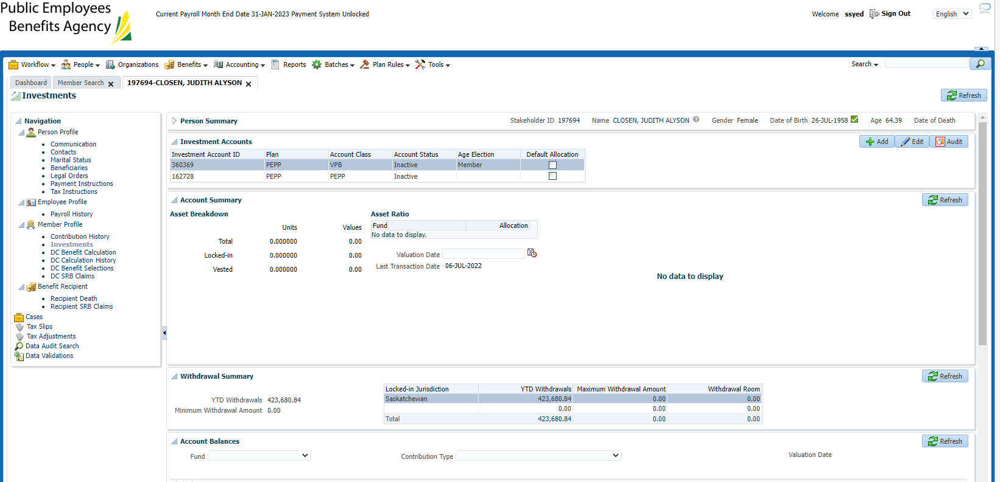 Public Employees
Benefits Agency
Current Payroll Month End Date 31-JAN-2023 Payment System Unlocked
Welcome ssyed Sign Out English
Workflow People Organizations Benefits Accounting Reports Batches Plan Rules Tools Search
Dashboard Member Search 197694-CLOSEN, JUDITH ALYSON
Investments Refresh
Navigation
Person Profile
Communication
Contacts
Marital Status
Beneficiaries
Legal Orders
Payment Instructions
Tax Instructions
Employee Profile
Payroll History
Member Profile
Contribution History
Investments
DC Benefit Calculation
DC Calculation History
DC Benefit Selections
DC SRB Claims
Benefit Recipient
Recipient Death
Recipient SRB Claims
Cases
Tax Slips
Tax Adjustments
Data Audit Search
Data Validations
Person Summary Stakeholder ID 197694 Name CLOSEN, JUDITH ALYSON Gender Female Date of Birth 26-JUL-1958 Age 64.39 Date of Death
Investment Accounts Add Edit Audit
Investment Account ID Plan Account Class Account Status Age Election Default Allocation
360369 PEPP VPB Inactive Member
162728 PEPP PEPP Inactive
Account Summary Refresh
Asset Breakdown
Units Values
Total 0.000000 0.00
Locked-in 0.000000 0.00
Vested 0.000000 0.00
Asset Ratio
Fund Allocation
No data to display.
Valuation Date
Last Transaction Date 06-JUL-2022
No data to display
Withdrawal Summary Refresh
YTD Withdrawals 423,680.84
Minimum Withdrawal Amount 0.00
Locked-in Jurisdiction YTD Withdrawals Maximum Withdrawal Amount Withdrawal Room
Saskatchewan 423,680.84 0.00 0.00
0.00 0.00 0.00
Total 423,680.84 0.00 0.00
Account Balances Refresh
Fund Contribution Type Valuation Date